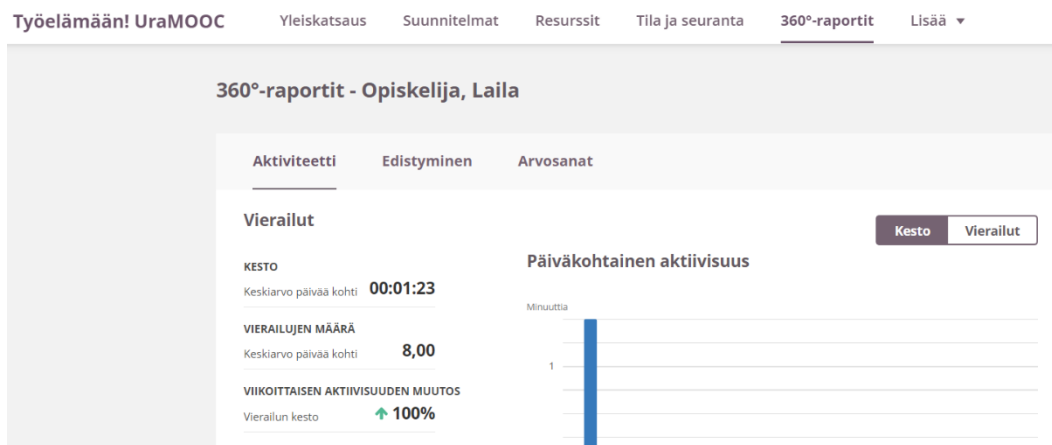 Työelämään! UraMOOC Yleiskatsaus Suunnitelmat Resurssit Tila ja seuranta 360°-raportit Lisää
360°-raportit - Opiskelija, Laila
Aktiviteetti Edistyminen Arvosanat
Vierailut
Kesto Vierailut
KESTO
Keskiarvo päivää kohti 00:01:23
VIERAILUJEN MÄÄRÄ
Keskiarvo päivää kohti 8,00
VIIKOITTAISEN AKTIIVISUUDEN MUUTOS
Vierailun kesto 100%
Päiväkohtainen aktiivisuus
Minuuttia
1